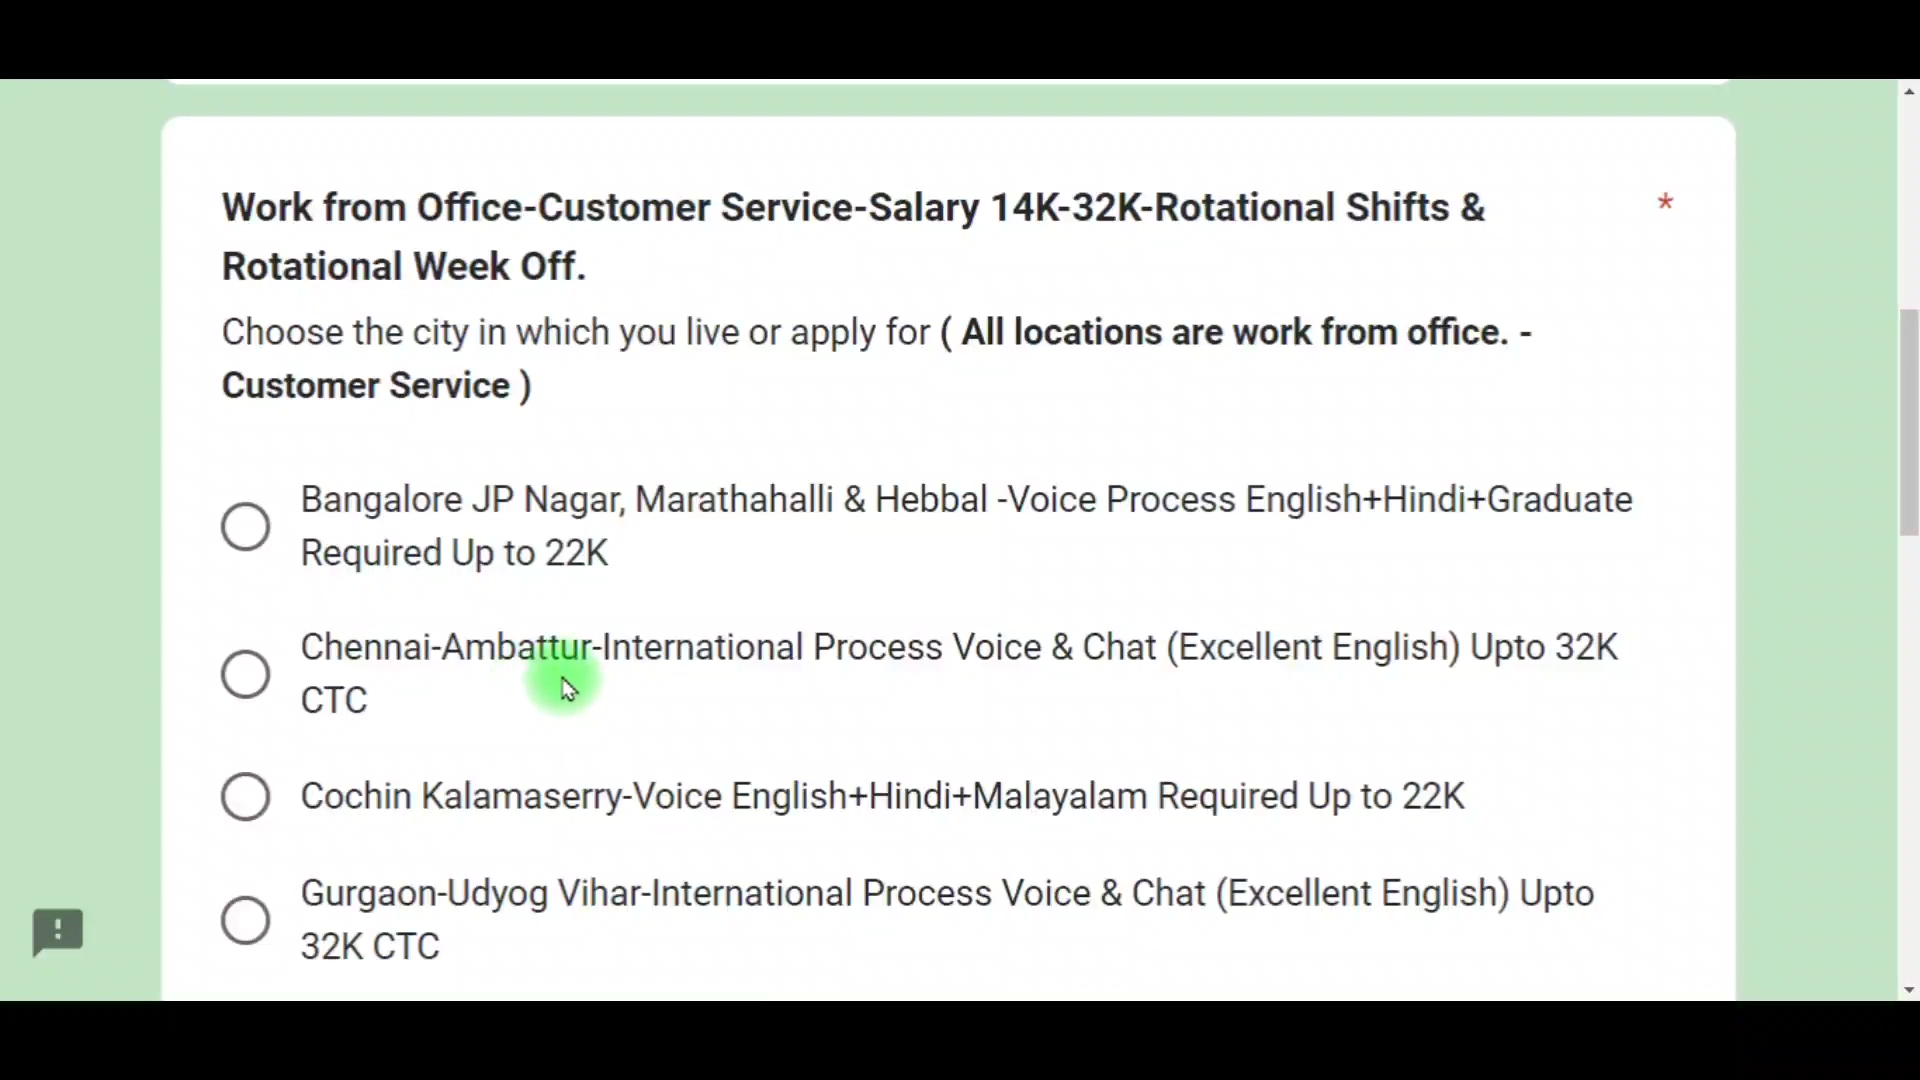 Work from Office-Customer Service-Salary 14K-32K-Rotational Shifts & *
Rotational Week Off.
Choose the city in which you live or apply for ( All locations are work from office. -
Customer Service )
Bangalore JP Nagar, Marathahalli & Hebbal -Voice Process English+Hindi+Graduate
Required Up to 22K
Chennai-Ambattur-International Process Voice & Chat (Excellent English) Upto 32K
CTC
Cochin Kalamaserry-Voice English+Hindi+Malayalam Required Up to 22K
Gurgaon-Udyog Vihar-International Process Voice & Chat (Excellent English) Upto
32K CTC